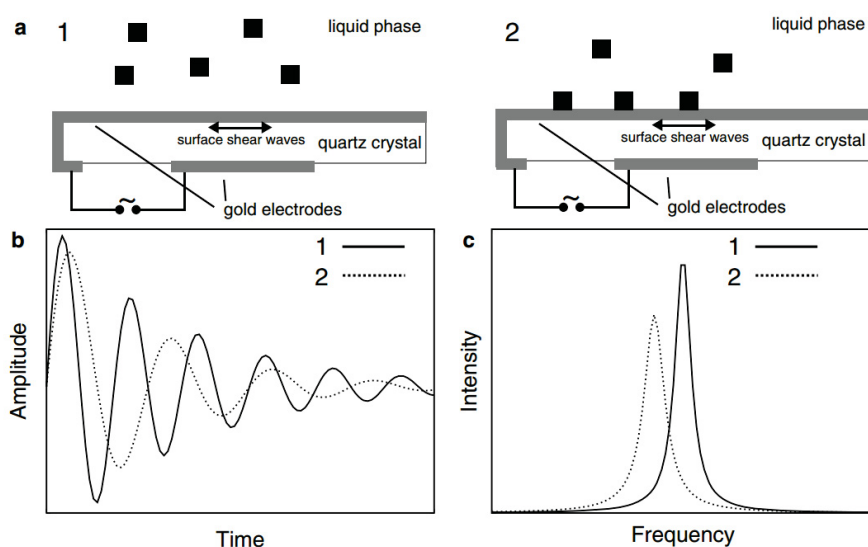 a 1 liquid phase
surface shear waves quartz crystal
~
gold electrodes
2 liquid phase
surface shear waves quartz crystal
~
gold electrodes
b
1
2
Amplitude
Time
c
1
2
Intensity
Frequency